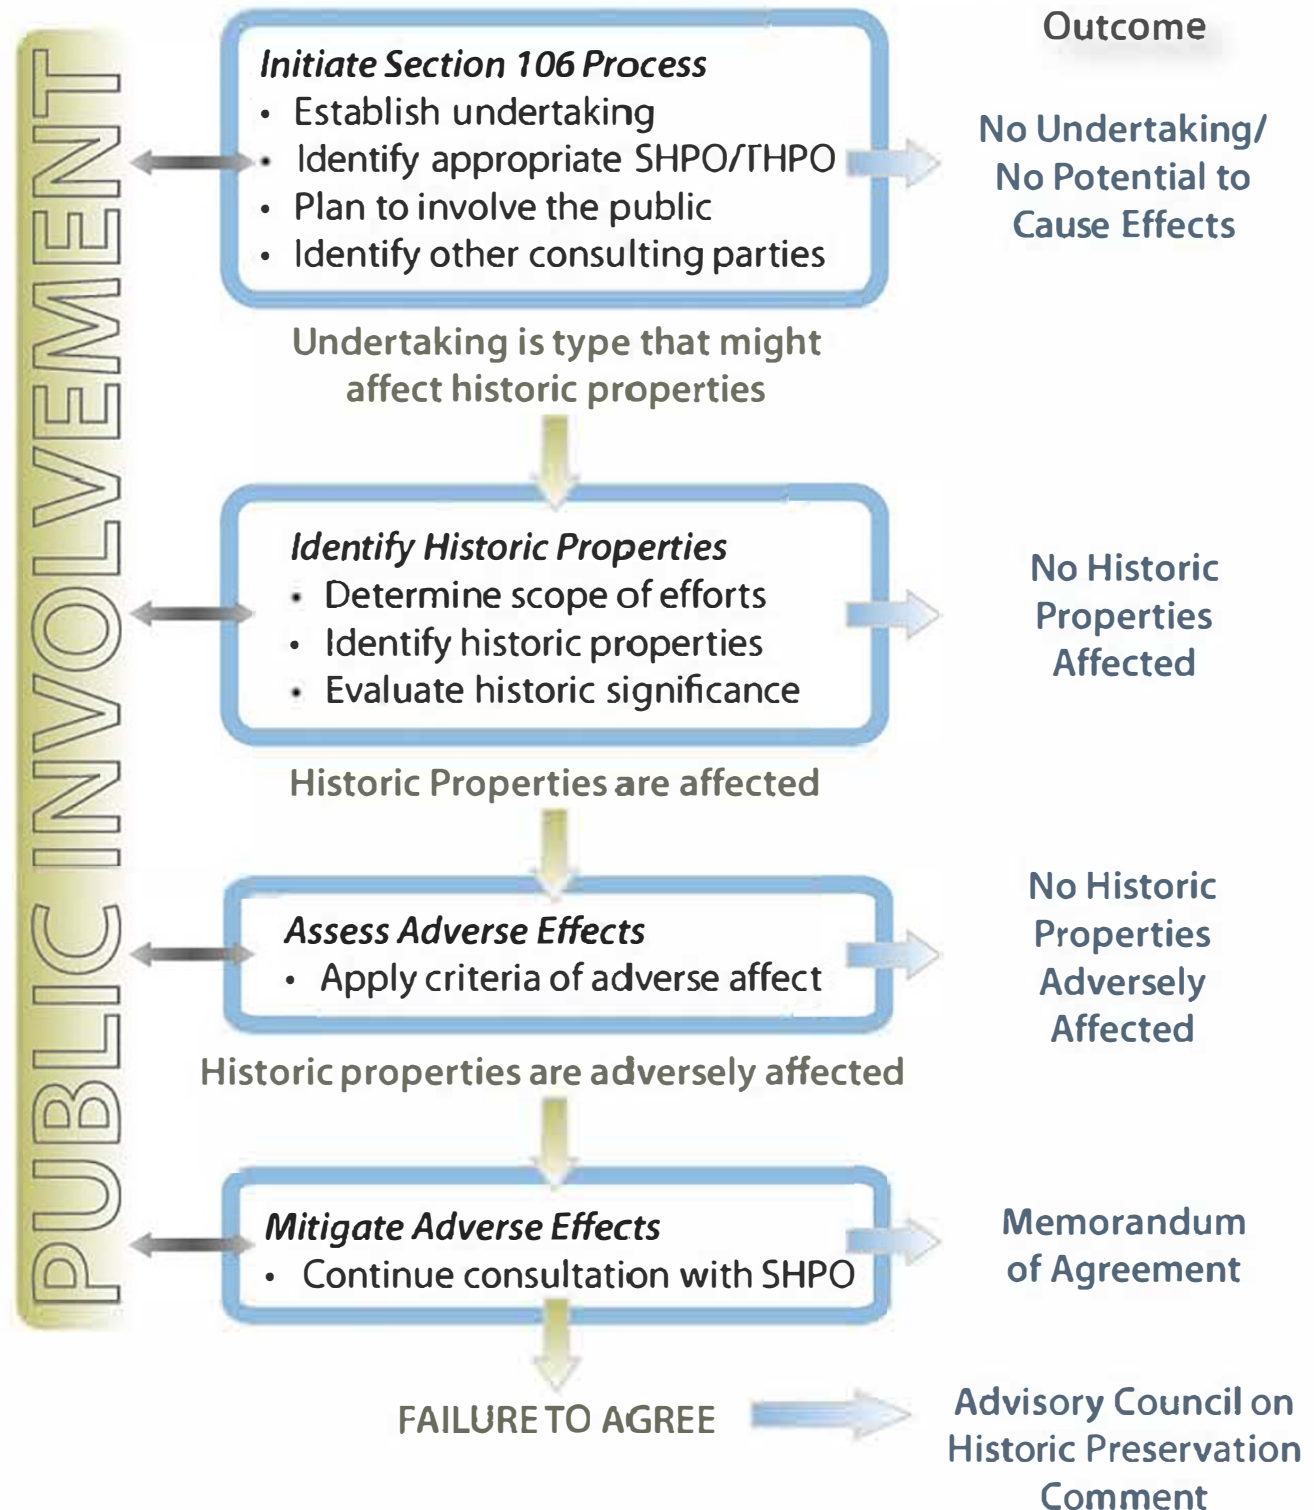 PUBLIC INVOLVEMENT
Outcome
Initiate Section 106 Process
• Establish undertaking
• Identify appropriate SHPO/THPO
• Plan to involve the public
• Identify other consulting parties
No Undertaking/
No Potential to
Cause Effects
Undertaking is type that might
affect historic properties
Identify Historic Properties
• Determine scope of efforts
• Identify historic properties
• Evaluate historic significance
No Historic
Properties
Affected
Historic Properties are affected
Assess Adverse Effects
• Apply criteria of adverse affect
No Historic
Properties
Adversely
Affected
Historic properties are adversely affected
Mitigate Adverse Effects
• Continue consultation with SHPO
Memorandum
of Agreement
FAILURE TO AGREE
Advisory Council on
Historic Preservation
Comment